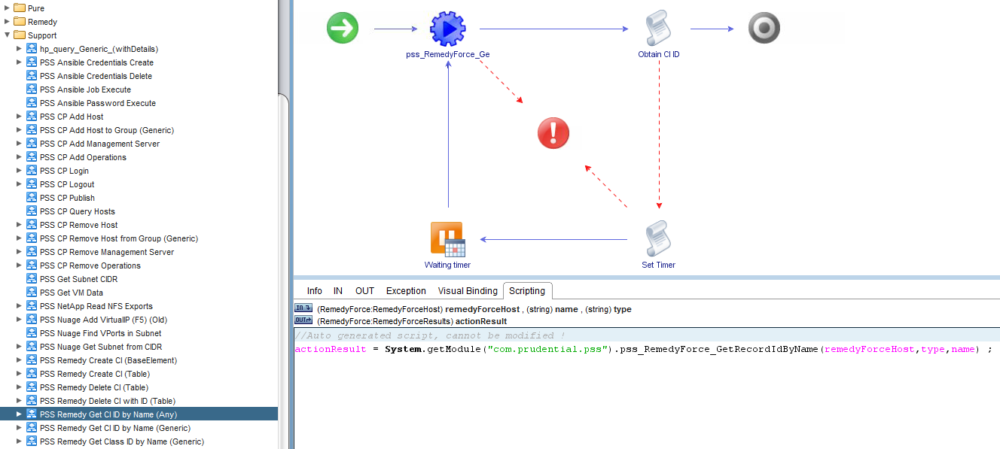 Pure
Remedy
Support
hp_query_Generic_(withDetails)
PSS Ansible Credentials Create
PSS Ansible Credentials Delete
PSS Ansible Job Execute
PSS Ansible Password Execute
PSS CP Add Host
PSS CP Add Host to Group (Generic)
PSS CP Add Management Server
PSS CP Add Operations
PSS CP Login
PSS CP Logout
PSS CP Publish
PSS CP Query Hosts
PSS CP Remove Host
PSS CP Remove Host from Group (Generic)
PSS CP Remove Management Server
PSS CP Remove Operations
PSS Get Subnet CIDR
PSS Get VM Data
PSS NetApp Read NFS Exports
PSS Nuage Add VirtualIP (F5) (Old)
PSS Nuage Find VPorts in Subnet
PSS Nuage Get Subnet from CIDR
PSS Remedy Create CI (BaseElement)
PSS Remedy Create CI (Table)
PSS Remedy Delete CI (Table)
PSS Remedy Delete CI with ID (Table)
PSS Remedy Get CI ID by Name (Any)
PSS Remedy Get CI ID by Name (Generic)
PSS Remedy Get Class ID by Name (Generic)
pss_RemedyForce_Ge
Obtain CI ID
Waiting timer
Set Timer
Info IN OUT Exception Visual Binding Scripting
IN (RemedyForce:RemedyForceHost) remedyForceHost , (string) name , (string) type
OUT (RemedyForce:RemedyForceResults) actionResult
//Auto generated script, cannot be modified !
actionResult = System.getModule("com.prudential.pss").pss_RemedyForce_GetRecordIdByName(remedyForceHost,type,name) ;